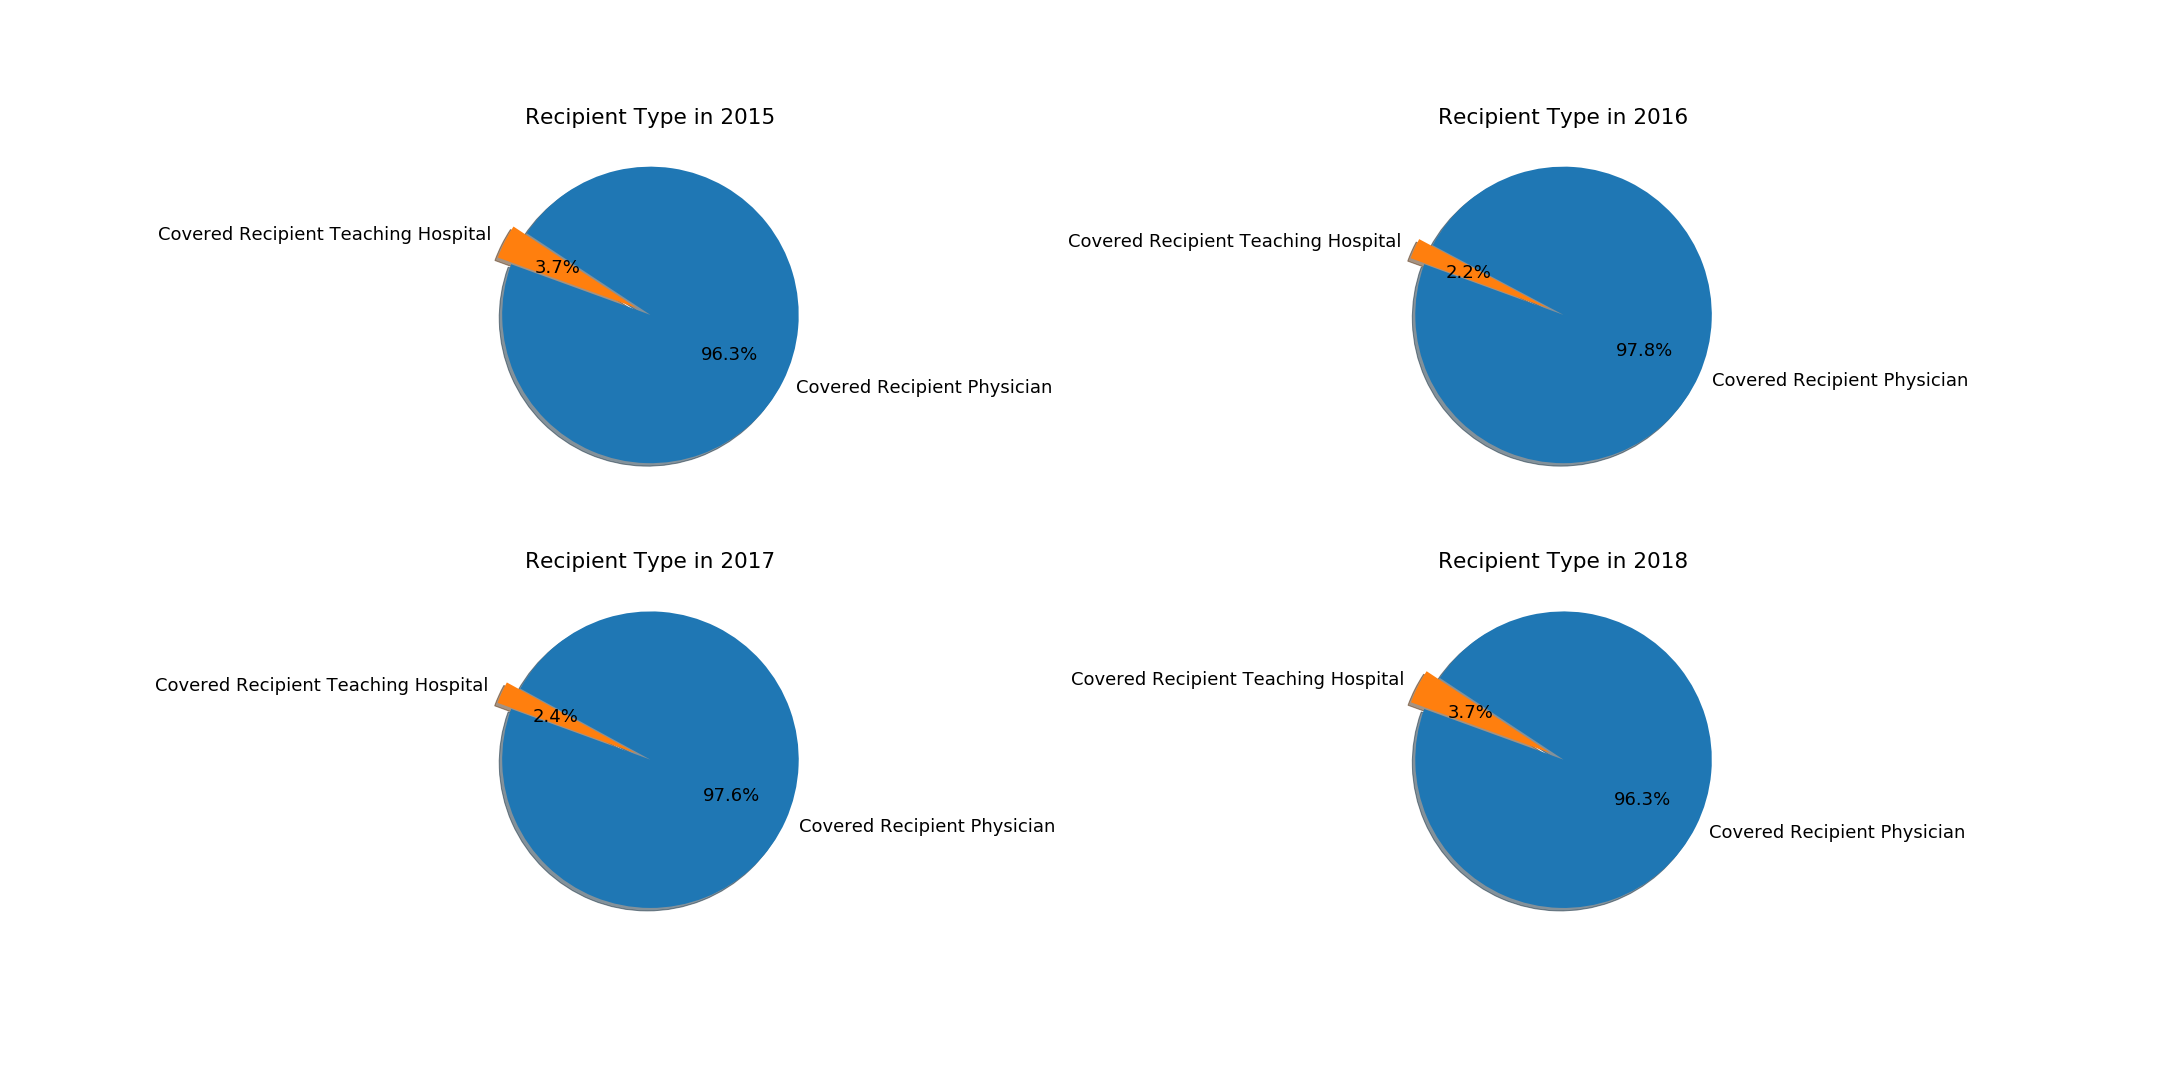 Recipient Type in 2015
Covered Recipient Teaching Hospital
3.7%
96.3%
Covered Recipient Physician
Recipient Type in 2016
Covered Recipient Teaching Hospital
2.2%
97.8%
Covered Recipient Physician
Recipient Type in 2017
Covered Recipient Teaching Hospital
2.4%
97.6%
Covered Recipient Physician
Recipient Type in 2018
Covered Recipient Teaching Hospital
3.7%
96.3%
Covered Recipient Physician